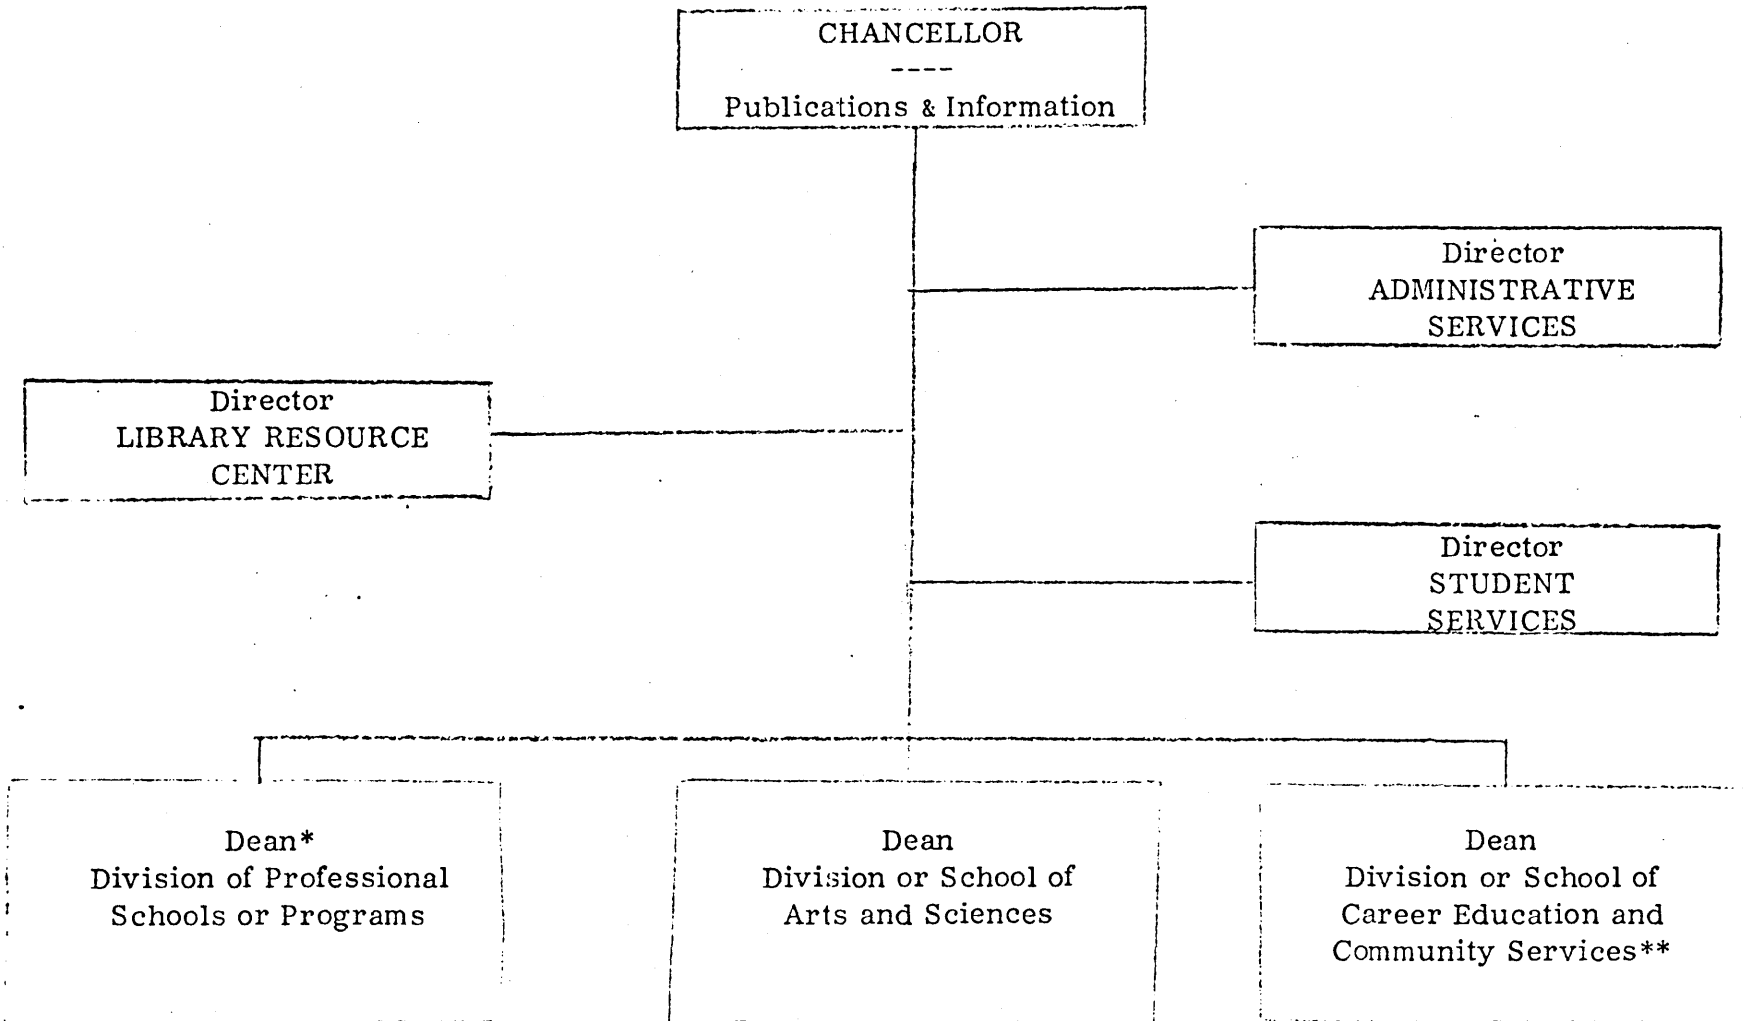 CHANCELLOR
----
Publications & Information
Director
ADMINISTRATIVE
SERVICES
Director
LIBRARY RESOURCE
CENTER
Director
STUDENT
SERVICES
Dean*
Division of Professional
Schools or Programs
Dean
Division or School of
Arts and Sciences
Dean
Division or School of
Career Education and
Community Services**